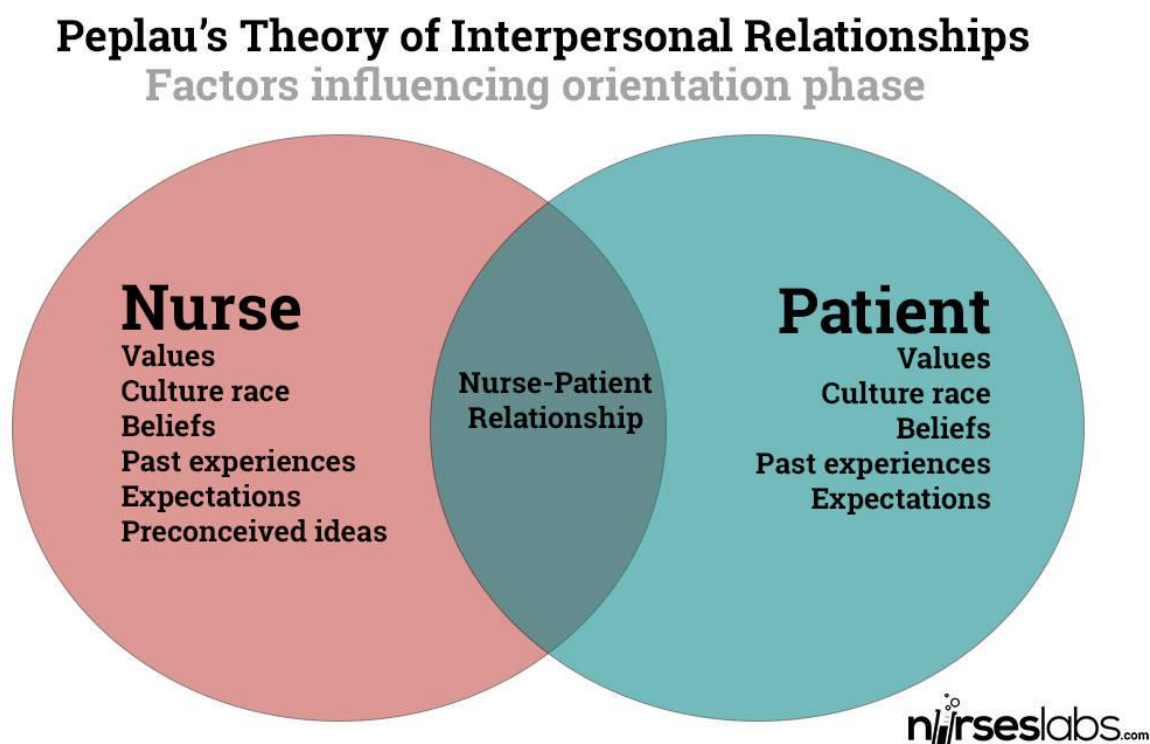 Peplau’s Theory of Interpersonal Relationships
Factors influencing orientation phase
Nurse
Values
Culture race
Beliefs
Past experiences
Expectations
Preconceived ideas
Nurse-Patient
Relationship
Patient
Values
Culture race
Beliefs
Past experiences
Expectations
nurseslabs.com